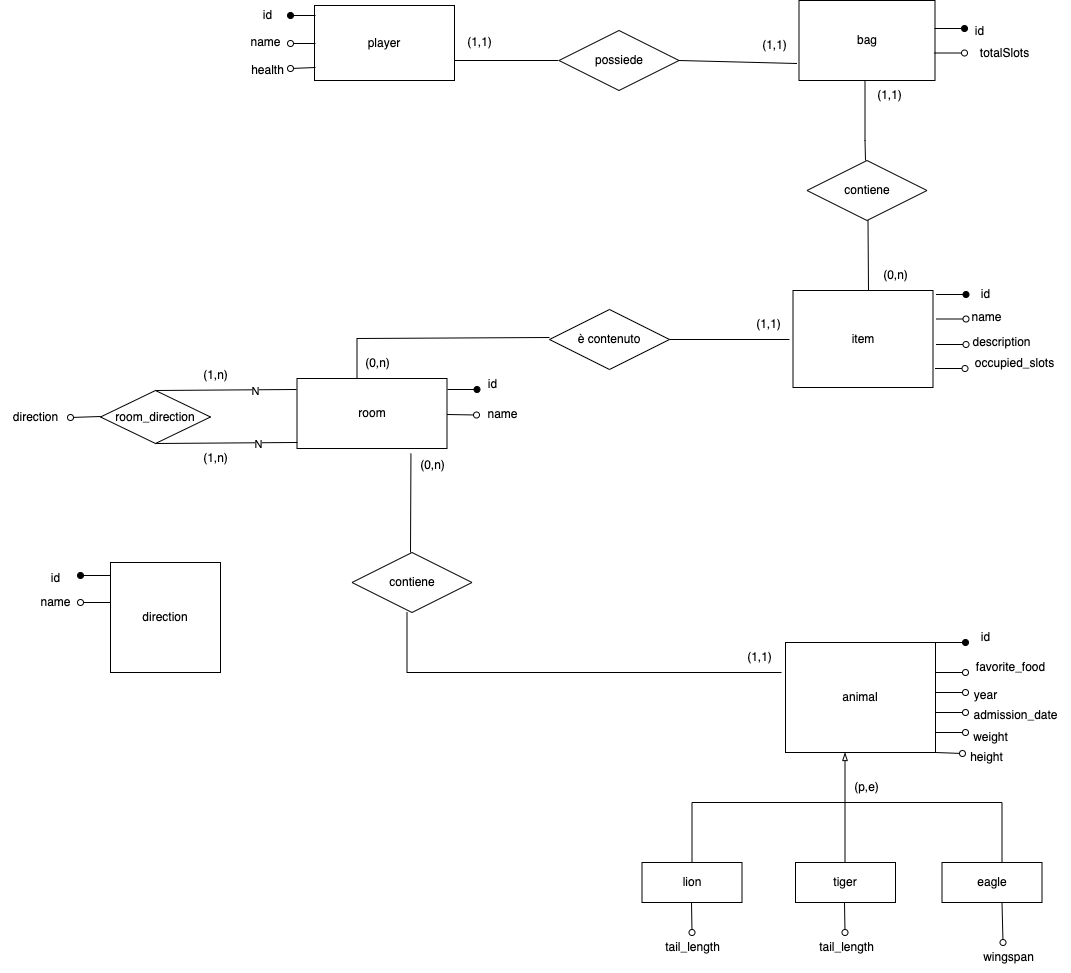 id
name
health
player
(1,1)
possiede
(1,1)
bag
id
totalSlots
(1,1)
contiene
(0,n)
item
id
name
description
occupied_slots
(1,1)
è contenuto
(0,n)
room
id
name
(1,n)
N
direction
room_direction
N
(1,n)
(0,n)
contiene
id
name
direction
(1,1)
animal
id
favorite_food
year
admission_date
weight
height
(p,e)
lion
tiger
eagle
tail_length
tail_length
wingspan